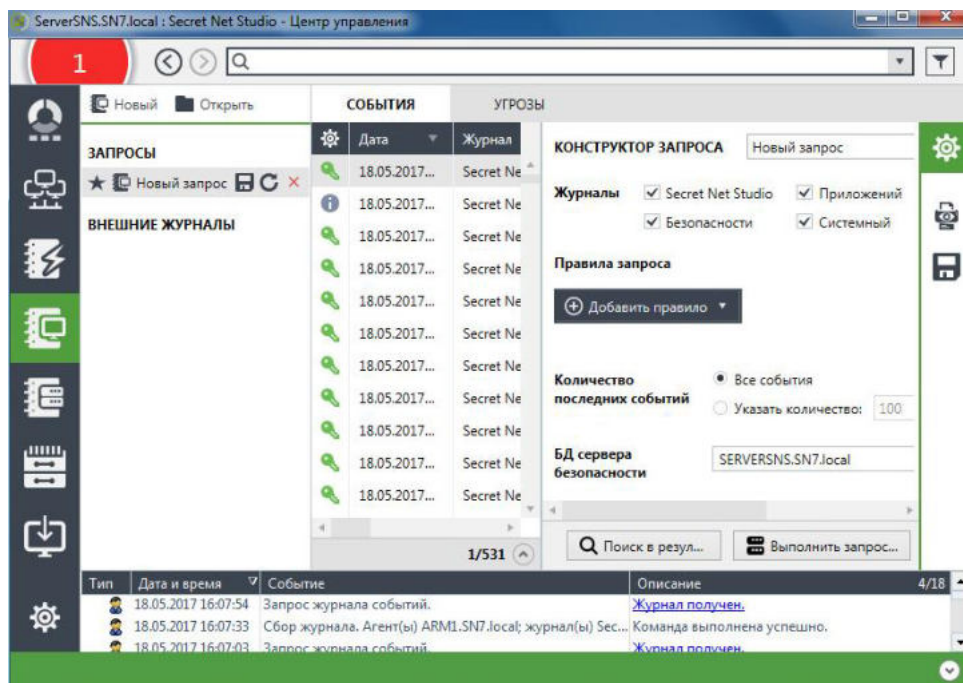 ServerSNS.SN7.local : Secret Net Studio - Центр управления
1
Новый Открыть
СОБЫТИЯ УГРОЗЫ
ЗАПРОСЫ
Новый запрос
ВНЕШНИЕ ЖУРНАЛЫ
Дата Журнал
18.05.2017... Secret Ne
18.05.2017... Secret Ne
18.05.2017... Secret Ne
18.05.2017... Secret Ne
18.05.2017... Secret Ne
18.05.2017... Secret Ne
18.05.2017... Secret Ne
18.05.2017... Secret Ne
18.05.2017... Secret Ne
18.05.2017... Secret Ne
18.05.2017... Secret Ne
1/531
КОНСТРУКТОР ЗАПРОСА Новый запрос
Журналы Secret Net Studio Приложений
Безопасности Системный
Правила запроса
Добавить правило
Количество последних событий
Все события
Указать количество: 100
БД сервера безопасности
SERVERSNS.SN7.local
Поиск в резул... Выполнить запрос...
Тип Дата и время Событие Описание 4/18
18.05.2017 16:07:54 Запрос журнала событий. Журнал получен.
18.05.2017 16:07:33 Сбор журнала. Агент(ы) ARM1.SN7.local; журнал(ы) Sec... Команда выполнена успешно.
18.05.2017 16:07:03 Запрос журнала событий. Журнал получен.